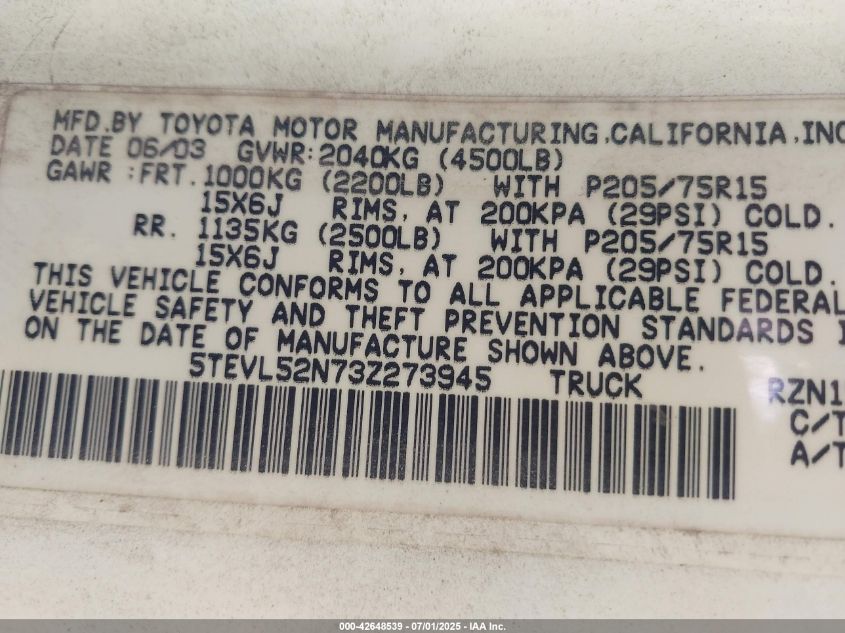 MFD.BY TOYOTA MOTOR MANUFACTURING,CALIFORNIA,INC
DATE 06/03 GVWR:2040KG (4500LB)
GAWR :FRT. 1000KG (2200LB) WITH P205/75R15
15X6J RIMS, AT 200KPA (29PSI) COLD.
RR. 1135KG (2500LB) WITH P205/75R15
15X6J RIMS, AT 200KPA (29PSI) COLD.
THIS VEHICLE CONFORMS TO ALL APPLICABLE FEDERAL
VEHICLE SAFETY AND THEFT PREVENTION STANDARDS
ON THE DATE OF MANUFACTURE SHOWN ABOVE.
5TEVL52N73Z273945 TRUCK RZN1
C/T
A/T
000-42648539 - 07/01/2025 - IAA Inc.